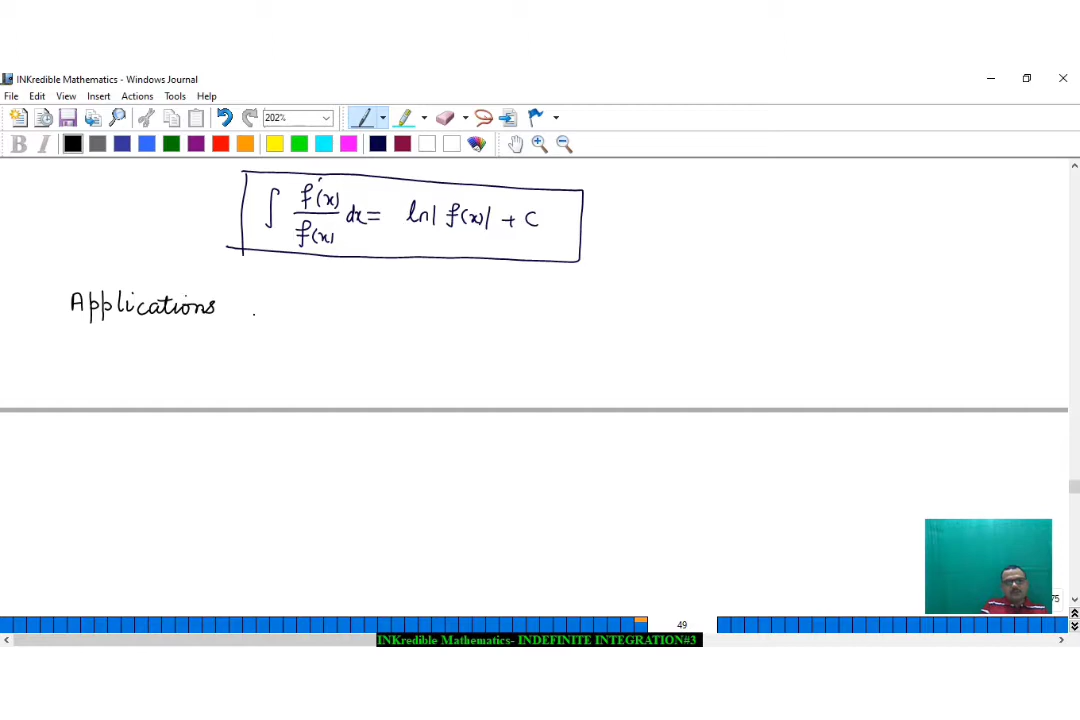 INKredible Mathematics - Windows Journal
File Edit View Insert Actions Tools Help
202%
B I
∫ f'(x)/f(x) dx = ln|f(x)| + C
Applications
75
49
INKredible Mathematics- INDEFINITE INTEGRATION#3